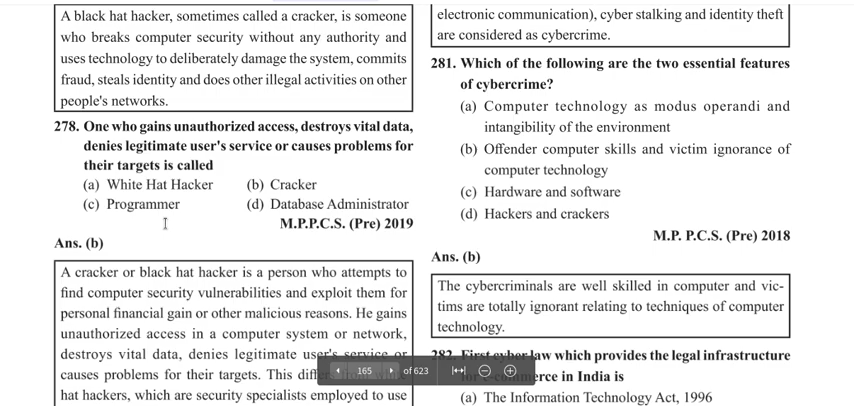 A black hat hacker, sometimes called a cracker, is someone
who breaks computer security without any authority and
uses technology to deliberately damage the system, commits
fraud, steals identity and does other illegal activities on other
people's networks.
278. One who gains unauthorized access, destroys vital data,
denies legitimate user's service or causes problems for
their targets is called
(a) White Hat Hacker (b) Cracker
(c) Programmer (d) Database Administrator
M.P.P.C.S. (Pre) 2019
Ans. (b)
A cracker or black hat hacker is a person who attempts to
find computer security vulnerabilities and exploit them for
personal financial gain or other malicious reasons. He gains
unauthorized access in a computer system or network,
destroys vital data, denies legitimate user's service or
causes problems for their targets. This
hat hackers, which are security specialists employed to use
electronic communication), cyber stalking and identity theft
are considered as cybercrime.
281. Which of the following are the two essential features
of cybercrime?
(a) Computer technology as modus operandi and
intangibility of the environment
(b) Offender computer skills and victim ignorance of
computer technology
(c) Hardware and software
(d) Hackers and crackers
M.P. P.C.S. (Pre) 2018
Ans. (b)
The cybercriminals are well skilled in computer and vic-
tims are totally ignorant relating to techniques of computer
technology.
282. First cyber law which provides the legal infrastructure
for e-commerce in India is
(a) The Information Technology Act, 1996
165 of 623